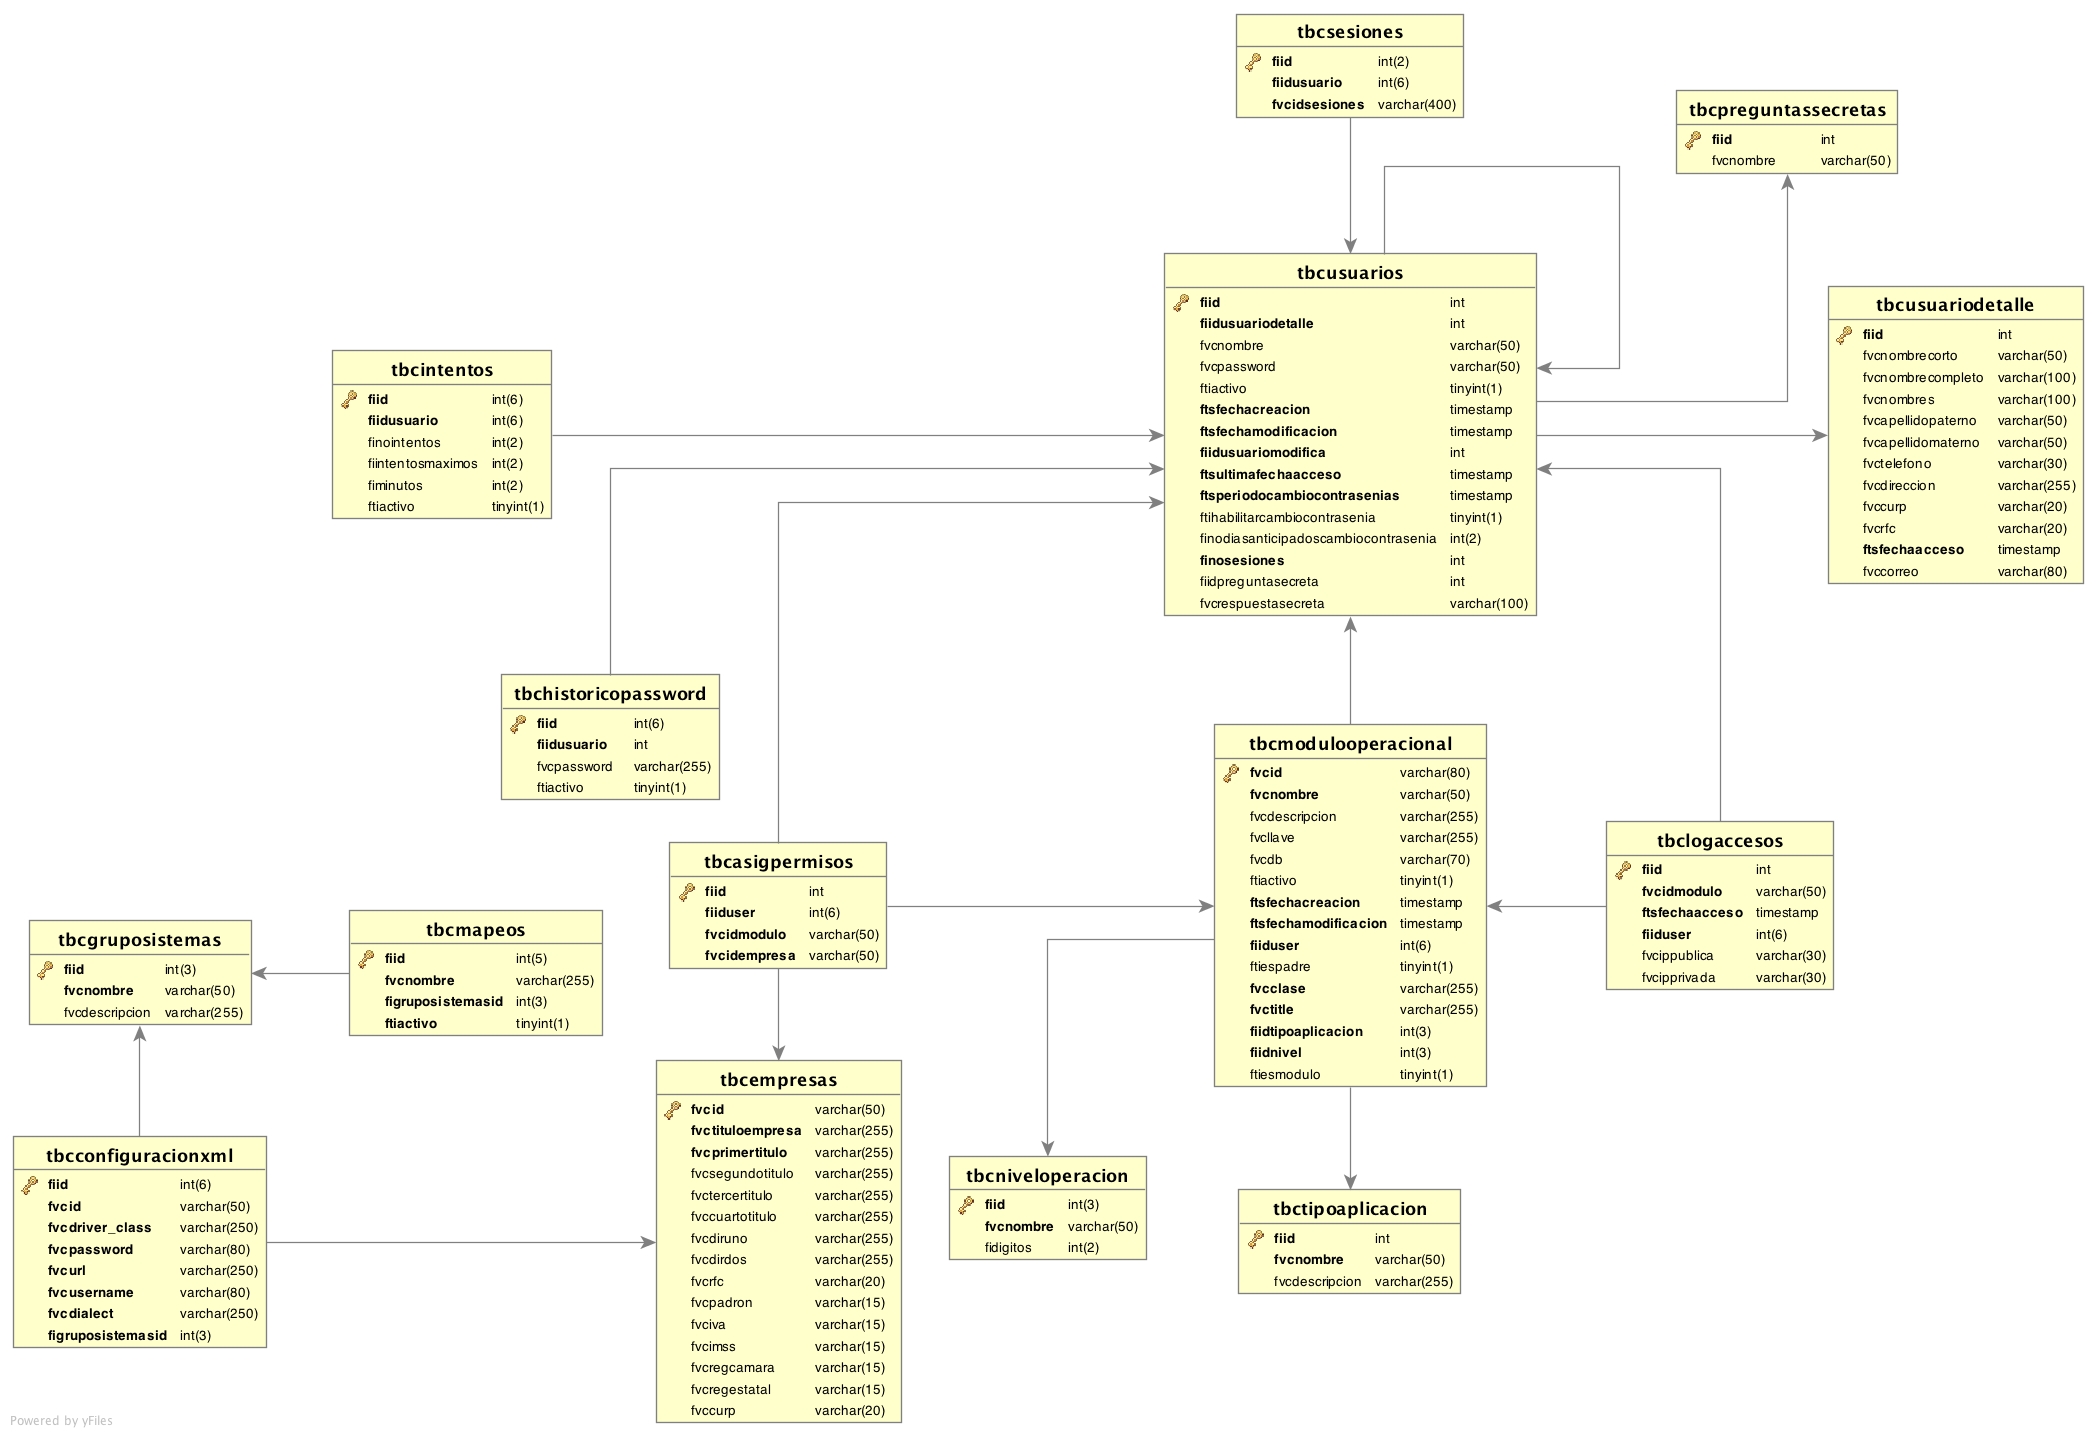 tbcsesiones
fiid int(2)
fiidusuario int(6)
fvcidsesiones varchar(400)
tbcpreguntassecretas
fiid int
fvcnombre varchar(50)
tbcusuarios
fiid int
fiidusuariodetalle int
fvcnombre varchar(50)
fvcpassword varchar(50)
ftiactivo tinyint(1)
ftsfechacreacion timestamp
ftsfechamodificacion timestamp
fiidusuariomodifica int
ftsultimafechaacceso timestamp
ftsperiodocambiocontrasenias timestamp
ftihabilitarcambiocontrasenia tinyint(1)
finodiasanticipadoscambiocontrasenia int(2)
finosesiones int
fiidpreguntasecreta int
fvcrespuestasecreta varchar(100)
tbcusuariodetalle
fiid int
fvcnombrecorto varchar(50)
fvcnombrecompleto varchar(100)
fvcnombres varchar(100)
fvcapellidopaterno varchar(50)
fvcapellidomaterno varchar(50)
fvctelefono varchar(30)
fvcdireccion varchar(255)
fvccurp varchar(20)
fvcrfc varchar(20)
ftsfechaacceso timestamp
fvccorreo varchar(80)
tbcintentos
fiid int(6)
fiidusuario int(6)
finointentos int(2)
fiintentosmaximos int(2)
fiminutos int(2)
ftiactivo tinyint(1)
tbchistoricopassword
fiid int(6)
fiidusuario int
fvcpassword varchar(255)
ftiactivo tinyint(1)
tbcmodulooperacional
fvcid varchar(80)
fvcnombre varchar(50)
fvcdescripcion varchar(255)
fvcllave varchar(255)
fvcdb varchar(70)
ftiactivo tinyint(1)
ftsfechacreacion timestamp
ftsfechamodificacion timestamp
fiiduser int(6)
ftiespadre tinyint(1)
fvcclase varchar(255)
fvctitle varchar(255)
fiidtipoaplicacion int(3)
fiidnivel int(3)
ftiesmodulo tinyint(1)
tbclogaccesos
fiid int
fvcidmodulo varchar(50)
ftsfechaacceso timestamp
fiiduser int(6)
fvcippublica varchar(30)
fvcipprivada varchar(30)
tbcasigpermisos
fiid int
fiiduser int(6)
fvcidmodulo varchar(50)
fvcidempresa varchar(50)
tbcgruposistemas
fiid int(3)
fvcnombre varchar(50)
fvcdescripcion varchar(255)
tbcmapeos
fiid int(5)
fvcnombre varchar(255)
figruposistemasid int(3)
ftiactivo tinyint(1)
tbcempresas
fvcid varchar(50)
fvctituloempresa varchar(255)
fvcprimertitulo varchar(255)
fvcsegundotitulo varchar(255)
fvctercertitulo varchar(255)
fvccuartotitulo varchar(255)
fvcdiruno varchar(255)
fvcdirdos varchar(255)
fvcrfc varchar(20)
fvcpadron varchar(15)
fvciva varchar(15)
fvcimss varchar(15)
fvcregcamara varchar(15)
fvcregestatal varchar(15)
fvccurp varchar(20)
tbcconfiguracionxml
fiid int(6)
fvcid varchar(50)
fvcdriver_class varchar(250)
fvcpassword varchar(80)
fvcurl varchar(250)
fvcusername varchar(80)
fvcdialect varchar(250)
figruposistemasid int(3)
tbcniveloperacion
fiid int(3)
fvcnombre varchar(50)
fidigitos int(2)
tbctipoaplicacion
fiid int
fvcnombre varchar(50)
fvcdescripcion varchar(255)
Powered by yFiles